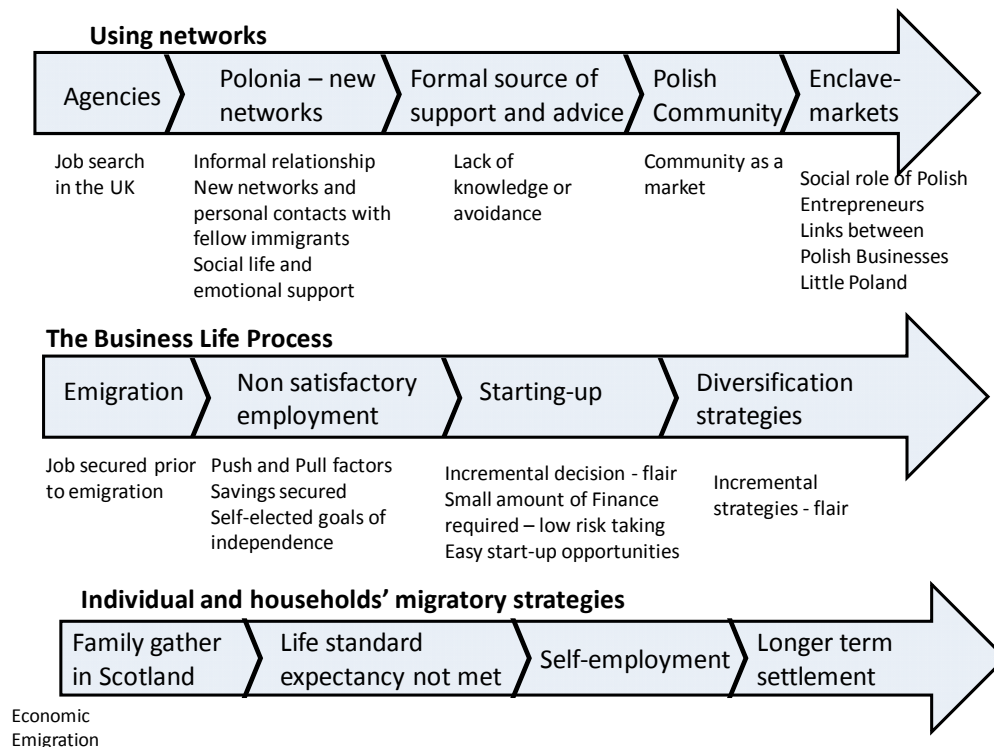 Using networks
Agencies
Polonia – new
networks
Formal source of
support and advice
Polish
Community
Enclave-
markets
Job search
in the UK
Informal relationship
New networks and
personal contacts with
fellow immigrants
Social life and
emotional support
Lack of
knowledge or
avoidance
Community as a
market
Social role of Polish
Entrepreneurs
Links between
Polish Businesses
Little Poland
The Business Life Process
Emigration
Non satisfactory
employment
Starting-up
Diversification
strategies
Job secured prior
to emigration
Push and Pull factors
Savings secured
Self-elected goals of
independence
Incremental decision - flair
Small amount of Finance
required – low risk taking
Easy start-up opportunities
Incremental
strategies - flair
Individual and households’ migratory strategies
Family gather
in Scotland
Life standard
expectancy not met
Self-employment
Longer term
settlement
Economic
Emigration